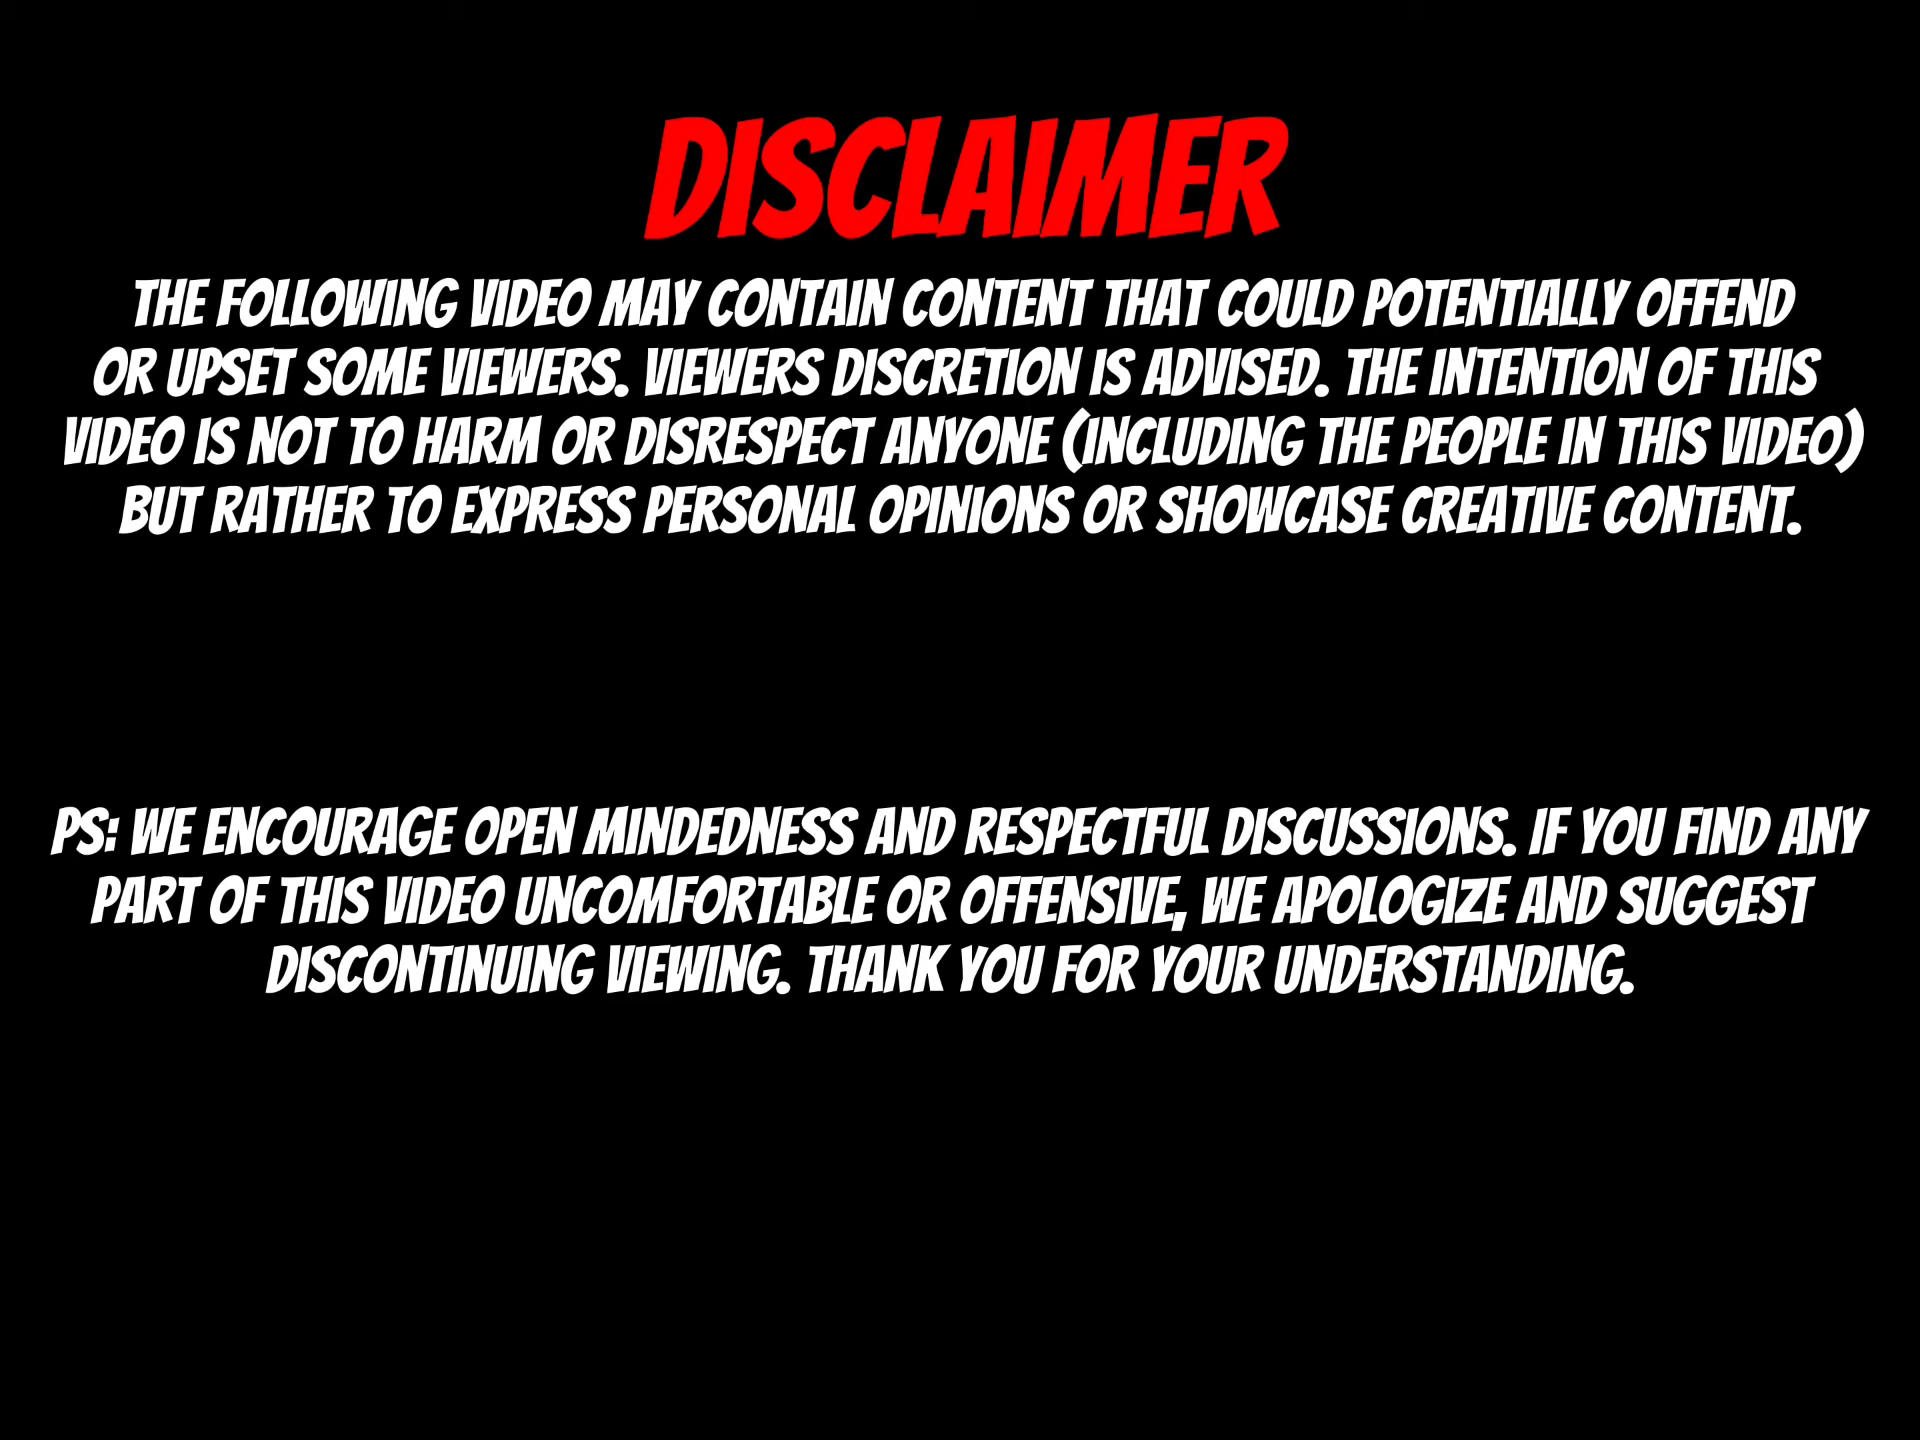 DISCLAIMER
THE FOLLOWING VIDEO MAY CONTAIN CONTENT THAT COULD POTENTIALLY OFFEND
OR UPSET SOME VIEWERS. VIEWERS DISCRETION IS ADVISED. THE INTENTION OF THIS
VIDEO IS NOT TO HARM OR DISRESPECT ANYONE (INCLUDING THE PEOPLE IN THIS VIDEO)
BUT RATHER TO EXPRESS PERSONAL OPINIONS OR SHOWCASE CREATIVE CONTENT.
PS: WE ENCOURAGE OPEN MINDEDNESS AND RESPECTFUL DISCUSSIONS. IF YOU FIND ANY
PART OF THIS VIDEO UNCOMFORTABLE OR OFFENSIVE, WE APOLOGIZE AND SUGGEST
DISCONTINUING VIEWING. THANK YOU FOR YOUR UNDERSTANDING.